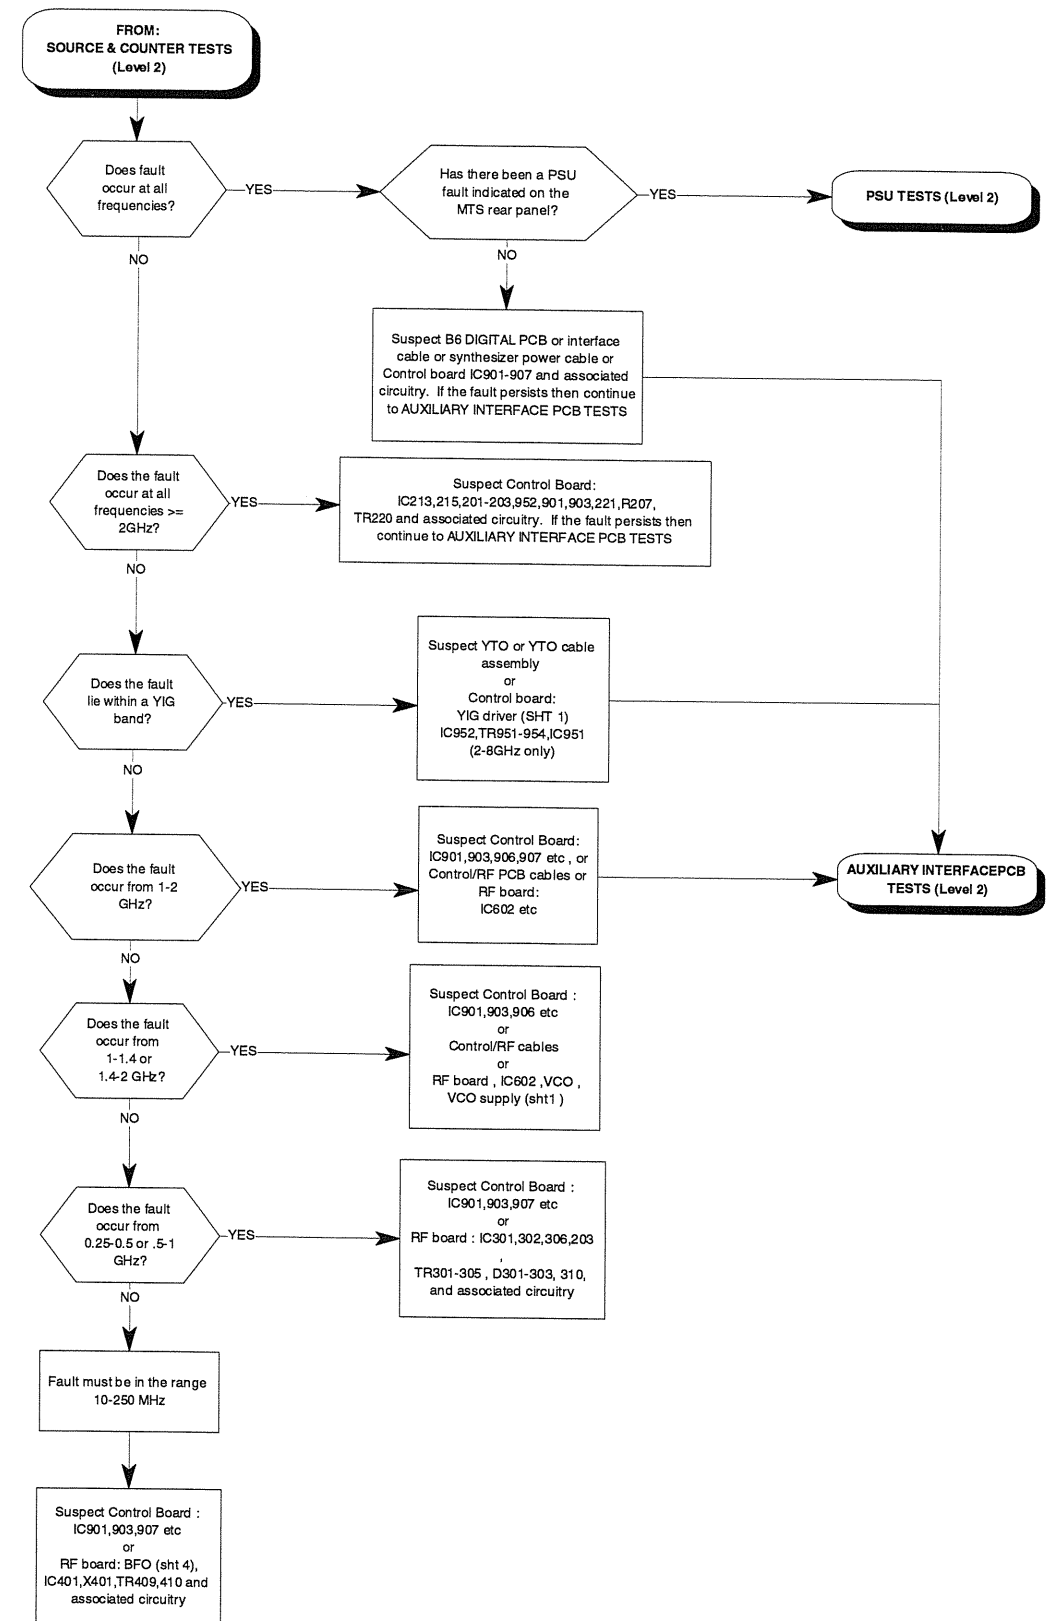 FROM:
SOURCE & COUNTER TESTS
(Level 2)
Does fault
occur at all
frequencies?
YES
Has there been a PSU
fault indicated on the
MTS rear panel?
YES
PSU TESTS (Level 2)
NO
NO
Suspect B6 DIGITAL PCB or interface
cable or synthesizer power cable or
Control board IC901-907 and associated
circuitry. If the fault persists then continue
to AUXILIARY INTERFACE PCB TESTS
Does the fault
occur at all
frequencies >=
2GHz?
YES
Suspect Control Board:
IC213,215,201-203,952,901,903,221,R207,
TR220 and associated circuitry. If the fault persists then
continue to AUXILIARY INTERFACE PCB TESTS
NO
Does the fault
lie within a YIG
band?
YES
Suspect YTO or YTO cable
assembly
or
Control board:
YIG driver (SHT 1)
IC952,TR951-954,IC951
(2-8GHz only)
NO
Does the fault
occur from 1-2
GHz?
YES
Suspect Control Board:
IC901,903,906,907 etc , or
Control/RF PCB cables or
RF board:
IC602 etc
AUXILIARY INTERFACEPCB
TESTS (Level 2)
NO
Does the fault
occur from
1-1.4 or
1.4-2 GHz?
YES
Suspect Control Board :
IC901,903,906 etc
or
Control/RF cables
or
RF board , IC602 ,VCO ,
VCO supply (sht1 )
NO
Does the fault
occur from
0.25-0.5 or .5-1
GHz?
YES
Suspect Control Board :
IC901,903,907 etc
or
RF board : IC301,302,306,203
,
TR301-305 , D301-303, 310,
and associated circuitry
NO
Fault must be in the range
10-250 MHz
Suspect Control Board :
IC901,903,907 etc
or
RF board: BFO (sht 4),
IC401,X401,TR409,410 and
associated circuitry